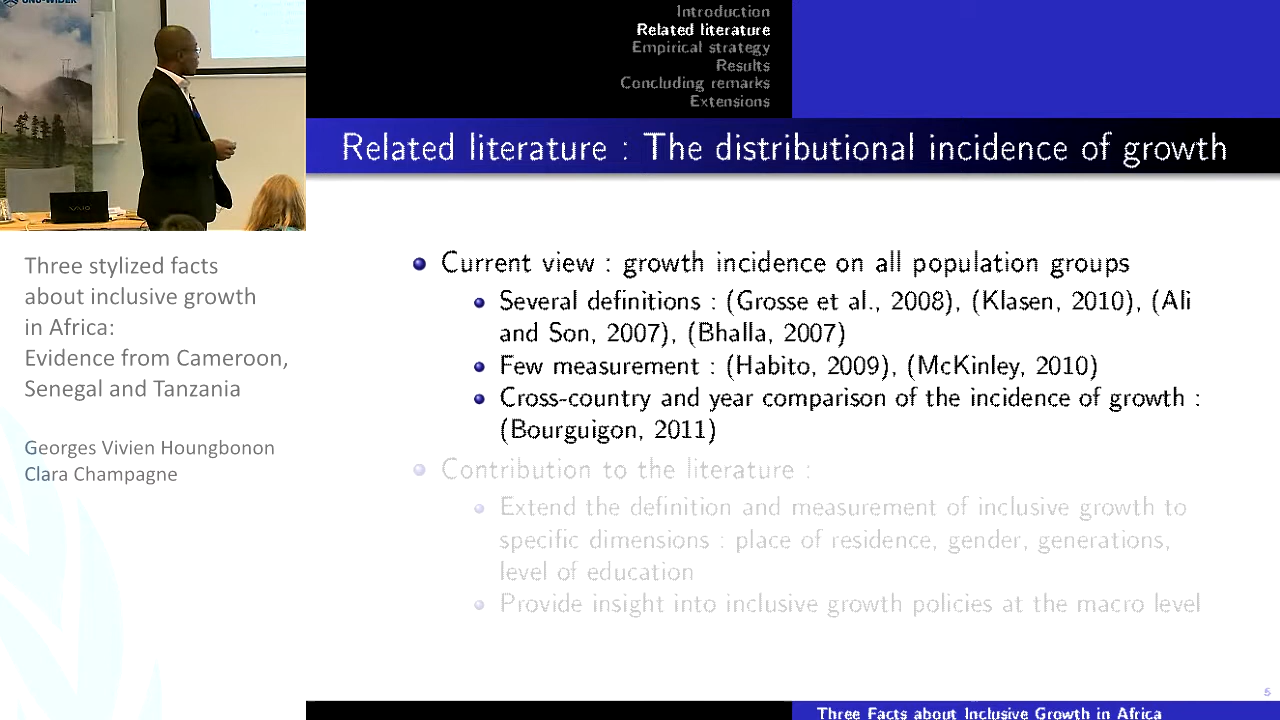 UNU-WIDER
VAIO
Three stylized facts
about inclusive growth
in Africa:
Evidence from Cameroon,
Senegal and Tanzania
Georges Vivien Houngbonon
Clara Champagne
Introduction
Related literature
Empirical strategy
Results
Concluding remarks
Extensions
Related literature : The distributional incidence of growth
Current view : growth incidence on all population groups
Several definitions : (Grosse et al., 2008), (Klasen, 2010), (Ali
and Son, 2007), (Bhalla, 2007)
Few measurement : (Habito, 2009), (McKinley, 2010)
Cross-country and year comparison of the incidence of growth :
(Bourguigon, 2011)
Contribution to the literature :
Extend the definition and measurement of inclusive growth to
specific dimensions : place of residence, gender, generations,
level of education
Provide insight into inclusive growth policies at the macro level
5
Three Facts about Inclusive Growth in Africa